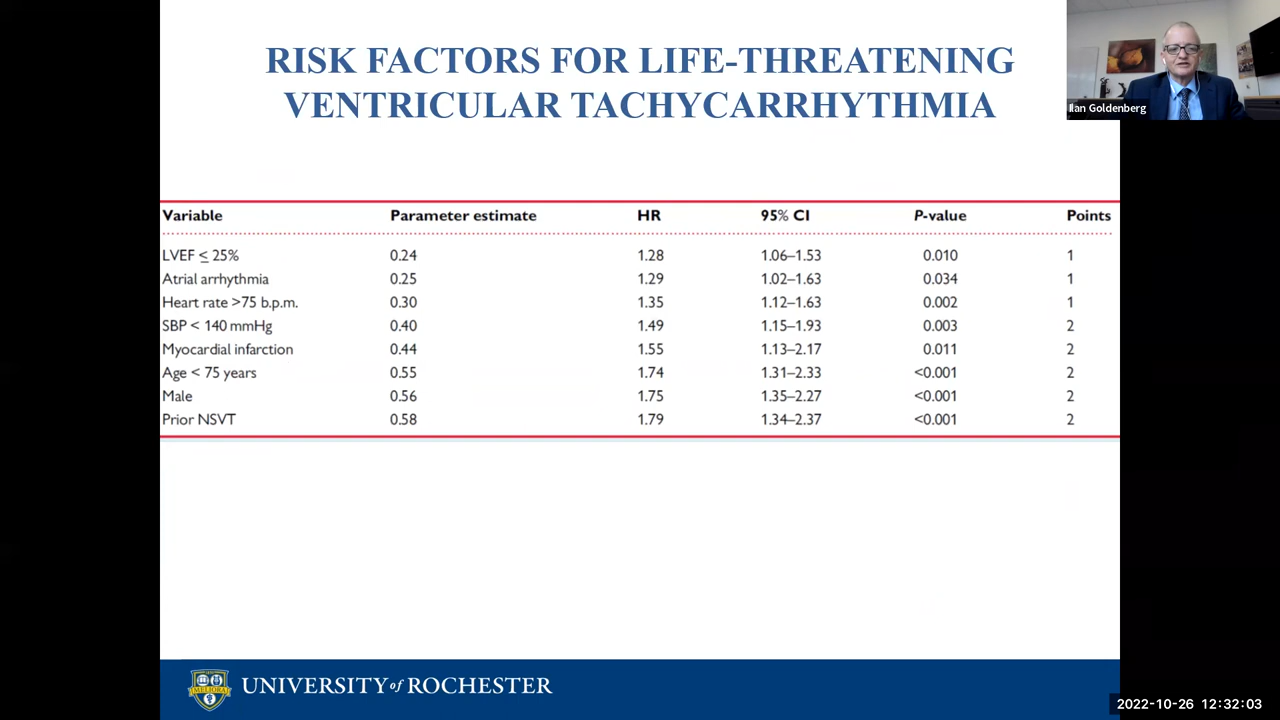 RISK FACTORS FOR LIFE-THREATENING
VENTRICULAR TACHYCARRHYTHMIA
Ilan Goldenberg
Variable Parameter estimate HR 95% CI P-value Points
LVEF ≤ 25% 0.24 1.28 1.06–1.53 0.010 1
Atrial arrhythmia 0.25 1.29 1.02–1.63 0.034 1
Heart rate >75 b.p.m. 0.30 1.35 1.12–1.63 0.002 1
SBP < 140 mmHg 0.40 1.49 1.15–1.93 0.003 2
Myocardial infarction 0.44 1.55 1.13–2.17 0.011 2
Age < 75 years 0.55 1.74 1.31–2.33 <0.001 2
Male 0.56 1.75 1.35–2.27 <0.001 2
Prior NSVT 0.58 1.79 1.34–2.37 <0.001 2
MELIORA
UNIVERSITY of ROCHESTER
2022-10-26 12:32:03